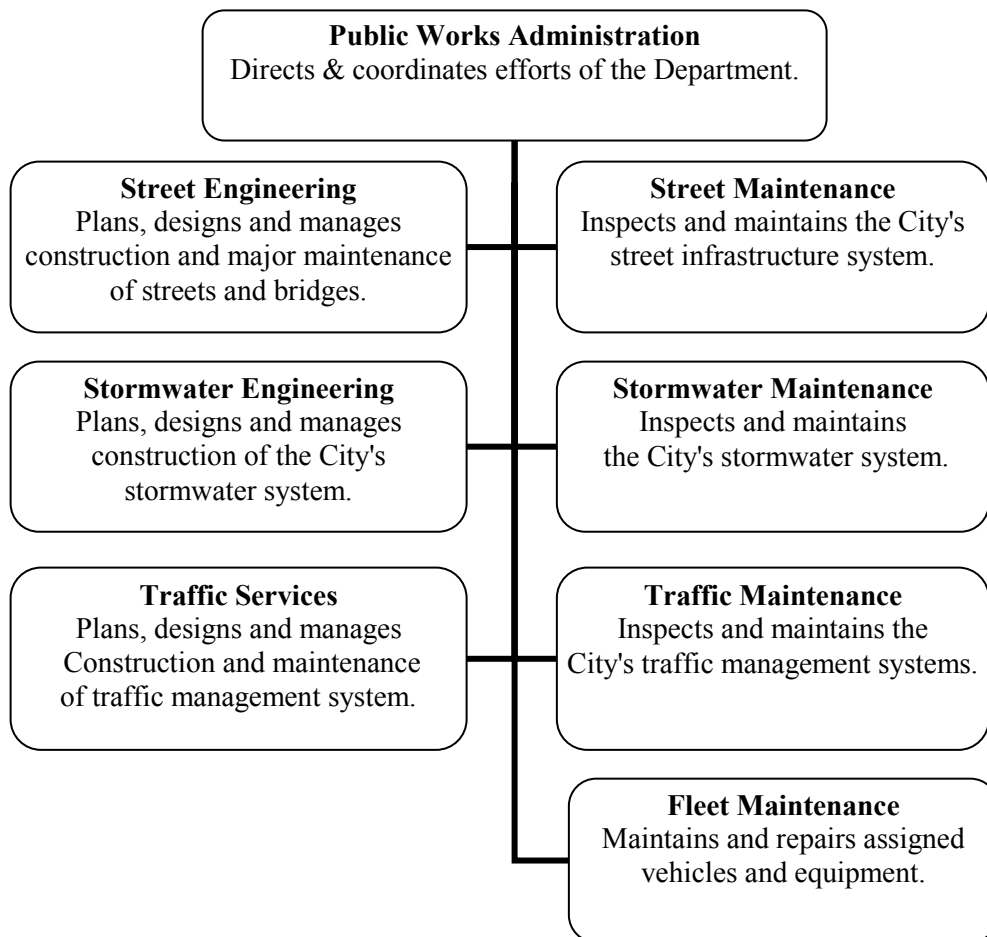 Public Works Administration
Directs & coordinates efforts of the Department.
Street Engineering
Plans, designs and manages
construction and major maintenance
of streets and bridges.
Street Maintenance
Inspects and maintains the City's
street infrastructure system.
Stormwater Engineering
Plans, designs and manages
construction of the City's
stormwater system.
Stormwater Maintenance
Inspects and maintains
the City's stormwater system.
Traffic Services
Plans, designs and manages
Construction and maintenance
of traffic management system.
Traffic Maintenance
Inspects and maintains the
City's traffic management systems.
Fleet Maintenance
Maintains and repairs assigned
vehicles and equipment.